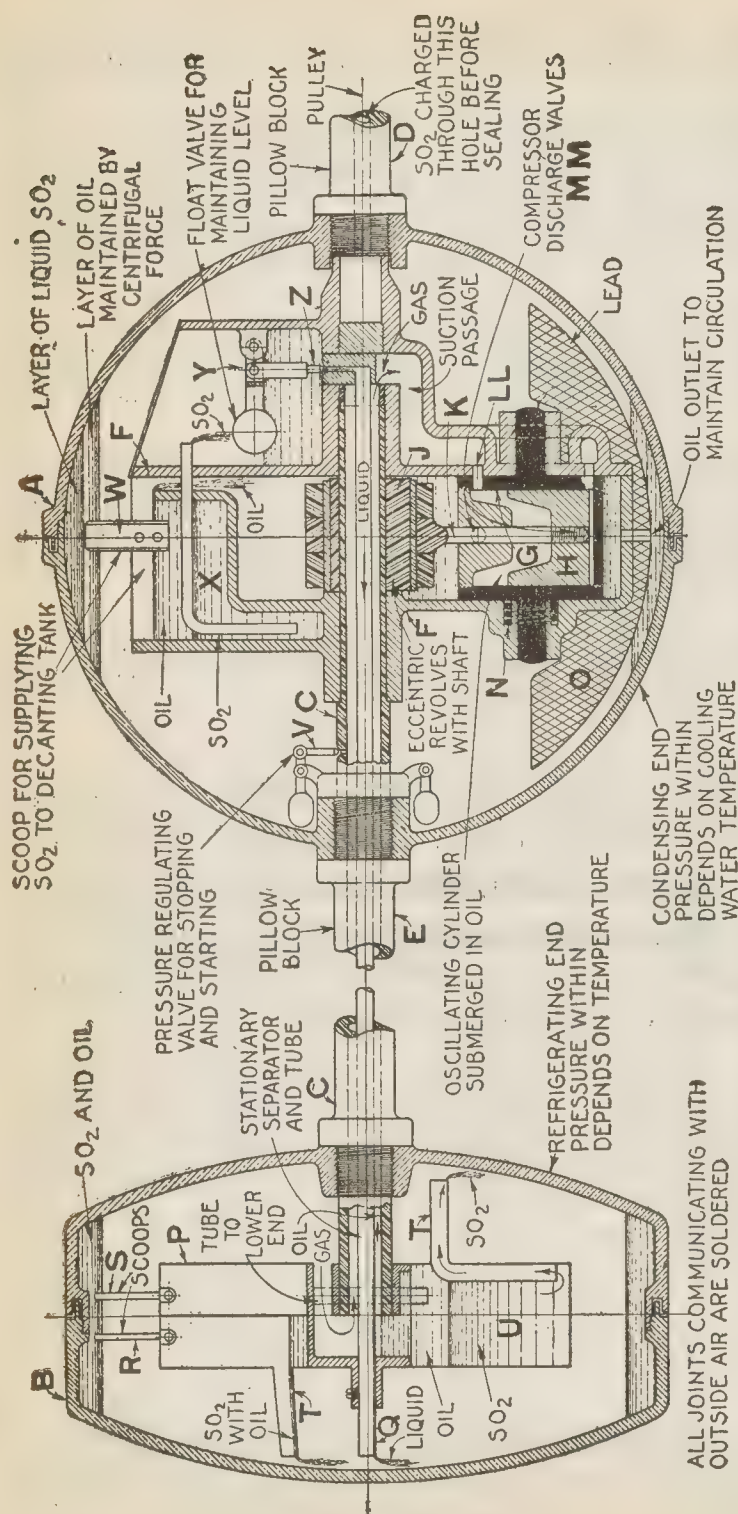 SCOOP FOR SUPPLYING
SO2 TO DECANTING TANK
LAYER OF LIQUID SO2
LAYER OF OIL
MAINTAINED BY
CENTRIFUGAL
FORCE
FLOAT VALVE FOR
MAINTAINING
LIQUID LEVEL
PILLOW BLOCK
PULLEY
D
SO2 CHARGED
THROUGH THIS
HOLE BEFORE
SEALING
COMPRESSOR
DISCHARGE VALVES
MM
LEAD
OIL OUTLET TO
MAINTAIN CIRCULATION
A
W
F
SO2
Y
Z
X
OIL
OIL
SO2
LIQUID
GAS
SUCTION
PASSAGE
J
K
LL
G
H
F
N
O
V
C
ECCENTRIC
REVOLVES
WITH SHAFT
PRESSURE REGULATING
VALVE FOR STOPPING
AND STARTING
PILLOW
BLOCK
E
OSCILLATING CYLINDER
SUBMERGED IN OIL
CONDENSING END
PRESSURE WITHIN
DEPENDS ON COOLING
WATER TEMPERATURE
SO2 AND OIL
STATIONARY
SEPARATOR
AND TUBE
C
REFRIGERATING END
PRESSURE WITHIN
DEPENDS ON TEMPERATURE
B
S
SCOOPS
R
P
TUBE
TO
LOWER
END
OIL
GAS
SO2
WITH
OIL
T
T
SO2
U
Q
LIQUID
OIL
SO2
ALL JOINTS COMMUNICATING WITH
OUTSIDE AIR ARE SOLDERED